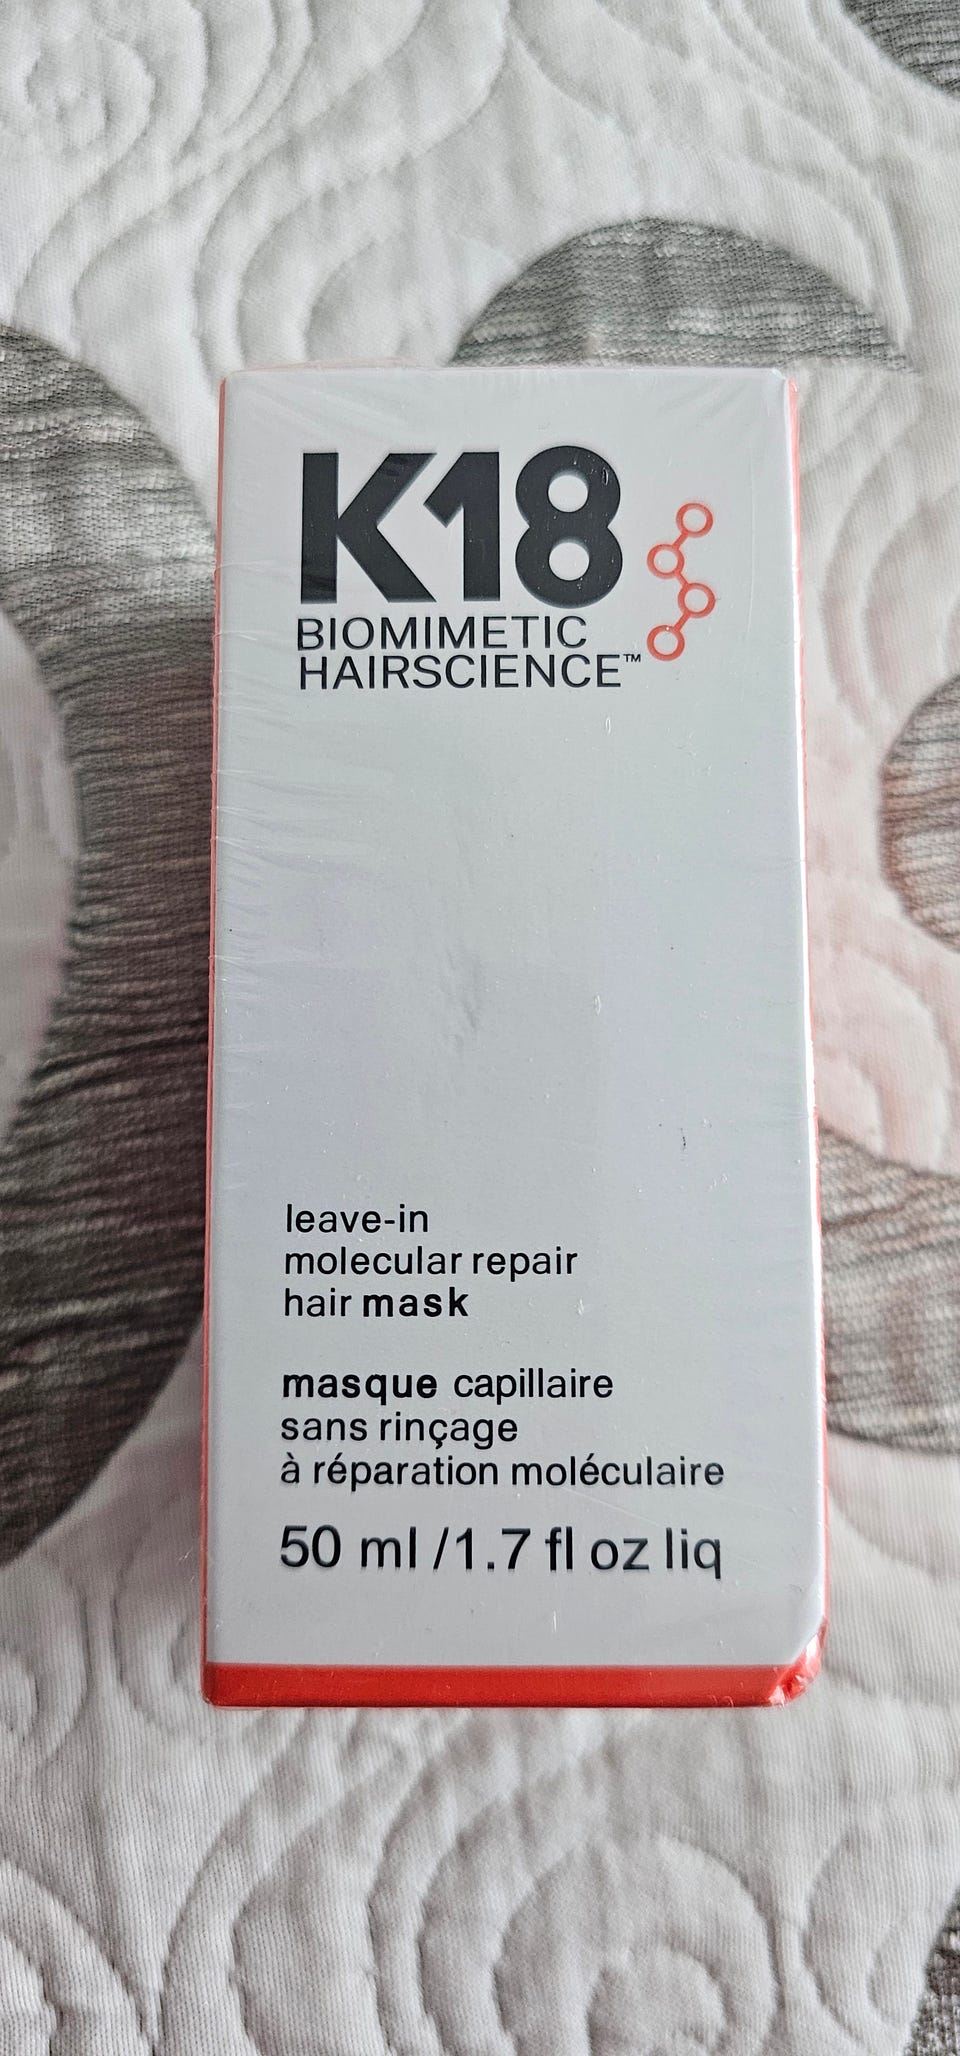 K18
BIOMIMETIC
HAIRSCIENCE™
leave-in
molecular repair
hair mask
masque capillaire
sans rinçage
à réparation moléculaire
50 ml /1.7 fl oz liq